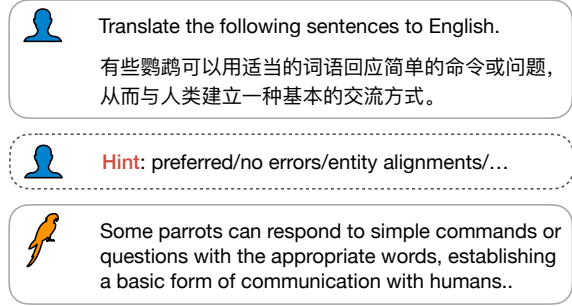 Translate the following sentences to English.
有些鹦鹉可以用适当的词语回应简单的命令或问题，
从而与人类建立一种基本的交流方式。
Hint: preferred/no errors/entity alignments/…
Some parrots can respond to simple commands or
questions with the appropriate words, establishing
a basic form of communication with humans..